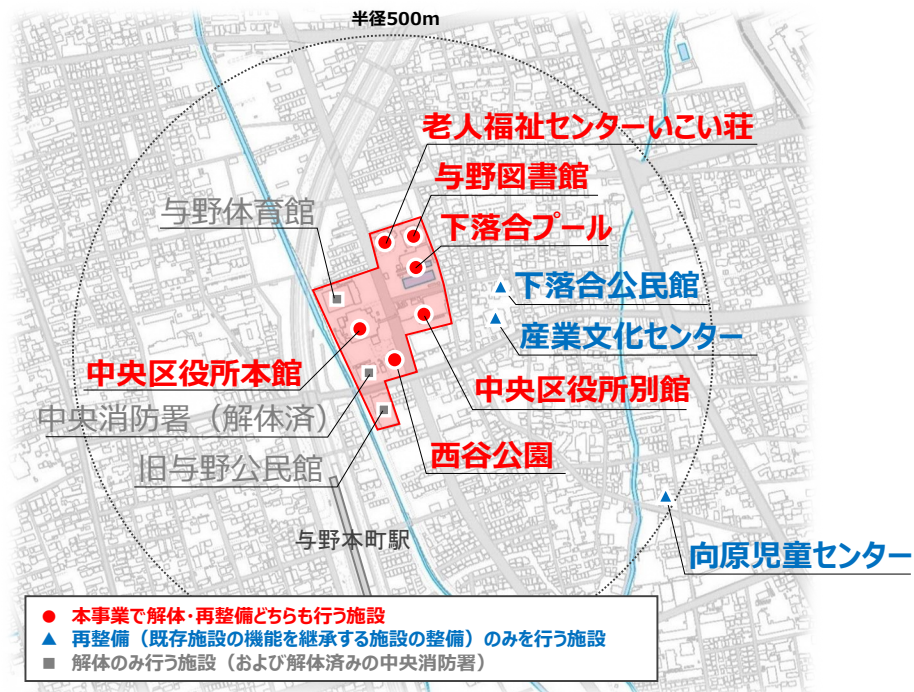 半径500m
老人福祉センターいこい荘
与野図書館
与野体育館
下落合プール
下落合公民館
産業文化センター
中央区役所本館
中央区役所別館
中央消防署（解体済）
西谷公園
旧与野公民館
与野本町駅
向原児童センター
● 本事業で解体・再整備どちらも行う施設
▲ 再整備（既存施設の機能を継承する施設の整備）のみを行う施設
■ 解体のみ行う施設（および解体済みの中央消防署）